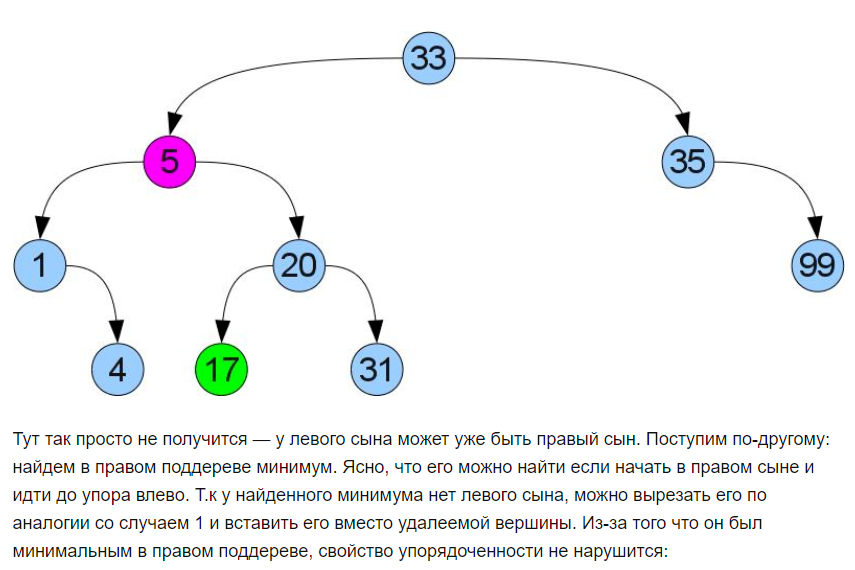 33
5
35
1
20
99
4
17
31
Тут так просто не получится — у левого сына может уже быть правый сын. Поступим по-другому:
найдем в правом поддереве минимум. Ясно, что его можно найти если начать в правом сыне и
идти до упора влево. Т.к у найденного минимума нет левого сына, можно вырезать его по
аналогии со случаем 1 и вставить его вместо удалеемой вершины. Из-за того что он был
минимальным в правом поддереве, свойство упорядоченности не нарушится: